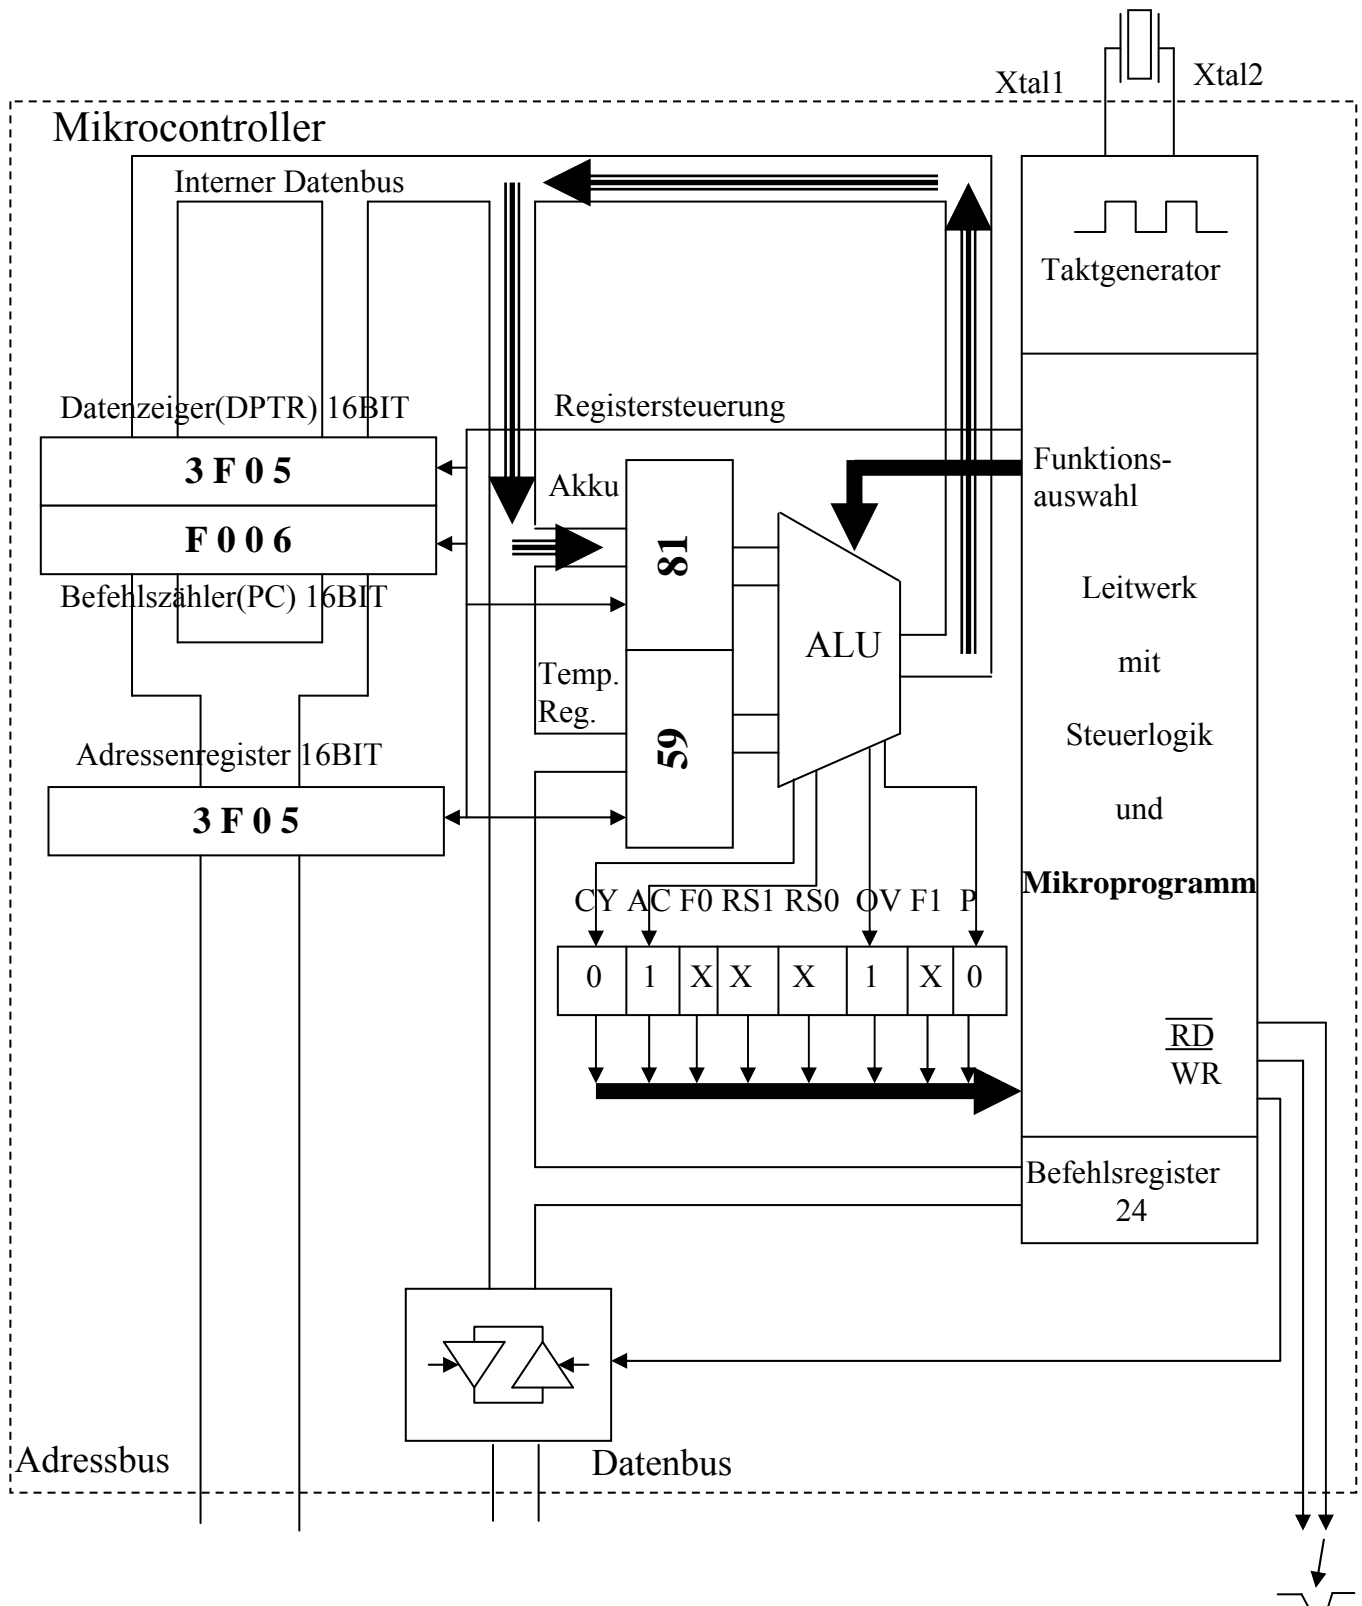 Xtal1
Xtal2
Mikrocontroller
Interner Datenbus
Taktgenerator
Datenzeiger(DPTR) 16BIT
Registersteuerung
3 F 0 5
Akku
Funktions-
auswahl
F 0 0 6
81
Befehlszähler(PC) 16BIT
Leitwerk
mit
Steuerlogik
und
Mikroprogramm
ALU
Temp.
Reg.
59
Adressenregister 16BIT
3 F 0 5
CY AC F0 RS1 RS0 OV F1 P
0 1 X X X 1 X 0
RD
WR
Befehlsregister
24
Adressbus
Datenbus